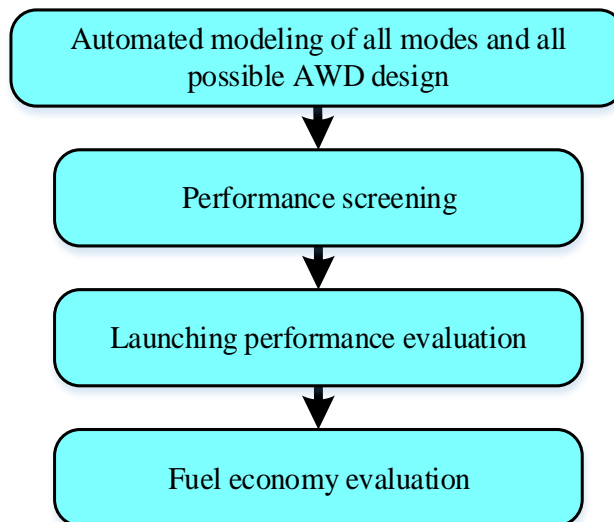 Automated modeling of all modes and all
possible AWD design
Performance screening
Launching performance evaluation
Fuel economy evaluation